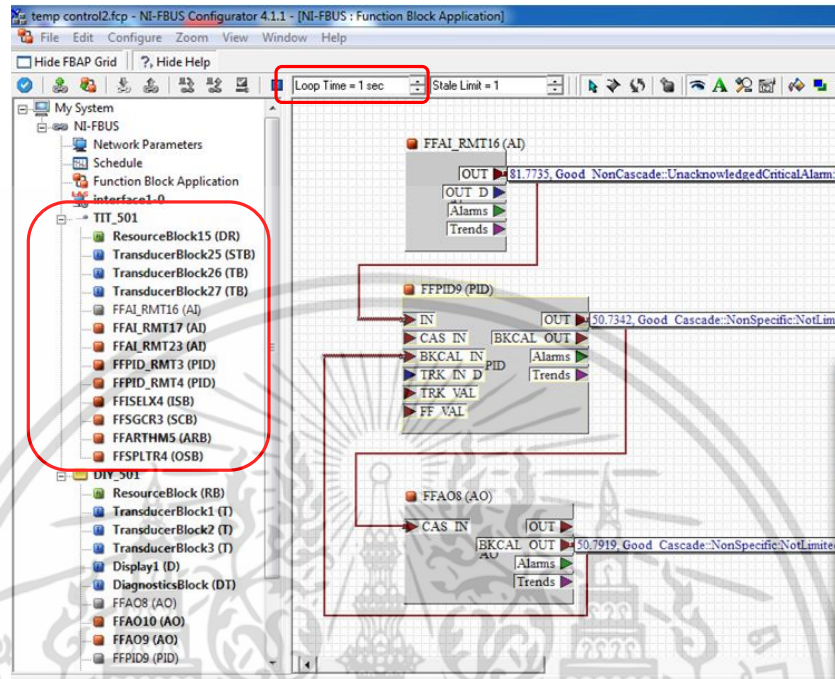 temp control2.fcp - NI-FBUS Configurator 4.1.1 - [NI-FBUS : Function Block Application]
File Edit Configure Zoom View Window Help
Hide FBAP Grid ?, Hide Help
Loop Time = 1 sec Stale Limit = 1
My System
NI-FBUS
Network Parameters
Schedule
Function Block Application
interface1-0
TIT_501
ResourceBlock15 (DR)
TransducerBlock25 (STB)
TransducerBlock26 (TB)
TransducerBlock27 (TB)
FFAI_RMT16 (AI)
FFAI_RMT17 (AI)
FFAI_RMT23 (AI)
FFPID_RMT3 (PID)
FFPID_RMT4 (PID)
FFISELX4 (ISB)
FFSGCR3 (SCB)
FFARTHM5 (ARB)
FFSPLTR4 (OSB)
DIY_501
ResourceBlock (RB)
TransducerBlock1 (T)
TransducerBlock2 (T)
TransducerBlock3 (T)
Display1 (D)
DiagnosticsBlock (DT)
FFAO8 (AO)
FFAO10 (AO)
FFAO9 (AO)
FFPID9 (PID)
FFAI_RMT16 (AI)
OUT 81.7735, Good_NonCascade::UnacknowledgedCriticalAlarm:
OUT_D
Alarms
Trends
FFPID9 (PID)
IN OUT 50.7342, Good_Cascade::NonSpecific:NotLim
CAS_IN BKCAL_OUT
BKCAL_IN Alarms
PID
TRK_IN_D Trends
TRK_VAL
FF_VAL
FFAO8 (AO)
CAS_IN OUT
BKCAL_OUT 50.7919, Good_Cascade::NonSpecific:NotLimite
AO
Alarms
Trends